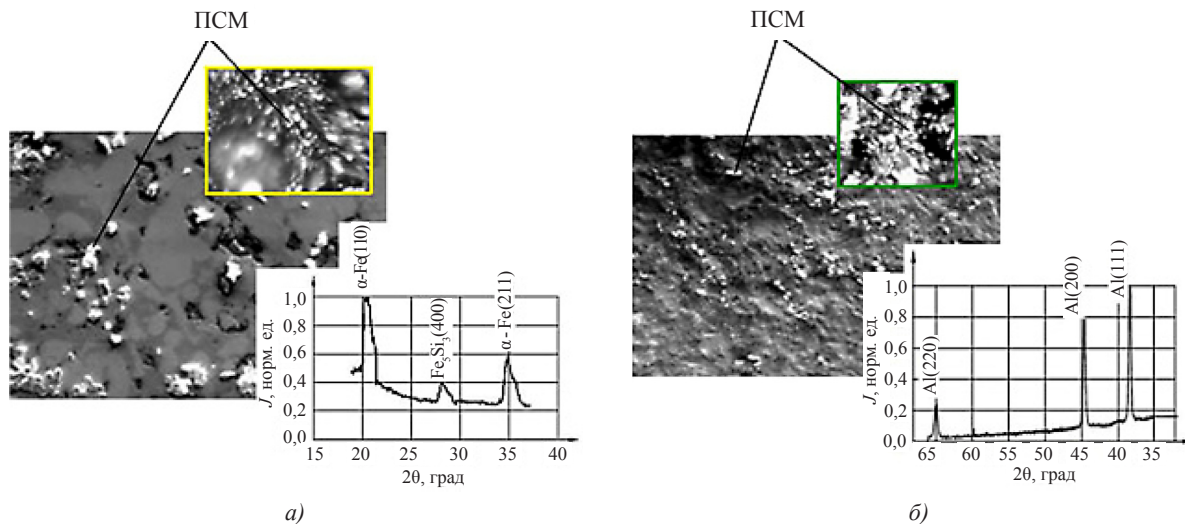 ПСМ
α-Fe(110)
Fe₅Si₃(400)
α - Fe(211)
J, норм. ед.
1,0
0,8
0,6
0,4
0,2
0,0
15 20 25 30 35 40
2θ, град
а)
ПСМ
Al(220)
Al(200)
Al(111)
J, норм. ед.
1,0
0,8
0,6
0,4
0,2
0,0
65 60 55 50 45 40 35
2θ, град
б)